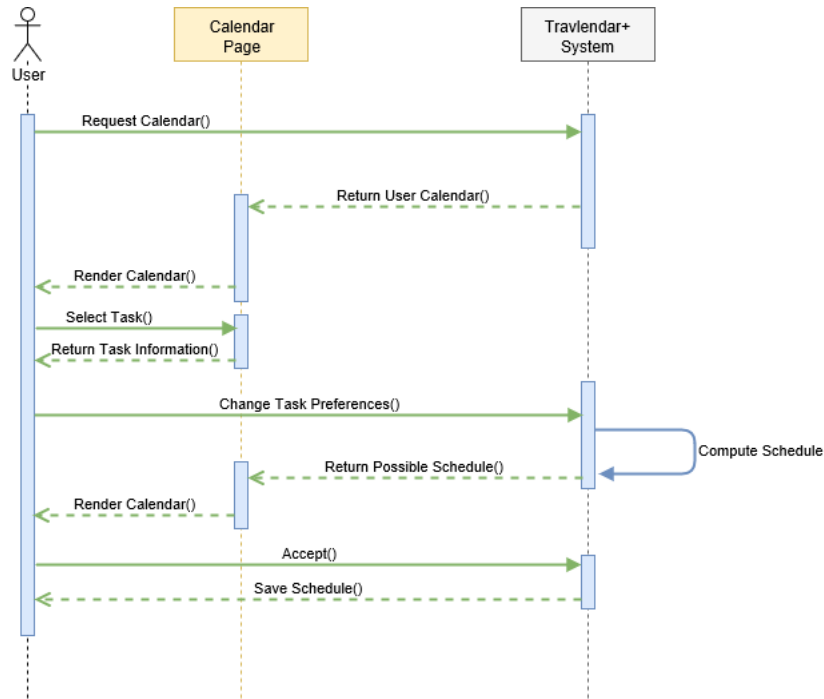 Calendar
Page
Travlendar+
System
User
Request Calendar()
Return User Calendar()
Render Calendar()
Select Task()
Return Task Information()
Change Task Preferences()
Compute Schedule
Return Possible Schedule()
Render Calendar()
Accept()
Save Schedule()